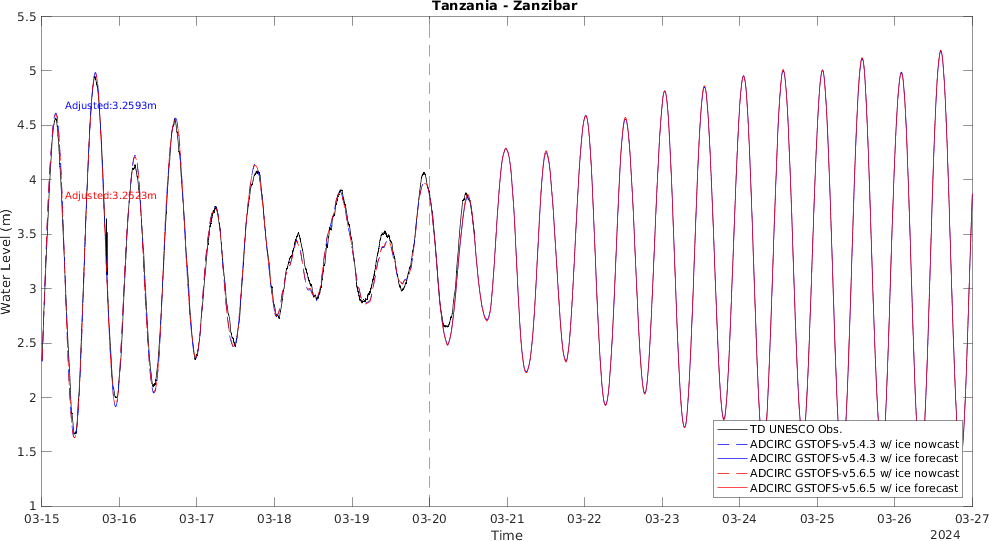 Tanzania - Zanzibar
5.5
5
4.5
4
3.5
3
2.5
2
1.5
1
Water Level (m)
Adjusted:3.2593m
Adjusted:3.2523m
TD UNESCO Obs.
ADCIRC GSTOFS-v5.4.3 w/ ice nowcast
ADCIRC GSTOFS-v5.4.3 w/ ice forecast
ADCIRC GSTOFS-v5.6.5 w/ ice nowcast
ADCIRC GSTOFS-v5.6.5 w/ ice forecast
03-15 03-16 03-17 03-18 03-19 03-20 03-21 03-22 03-23 03-24 03-25 03-26 03-27
Time
2024